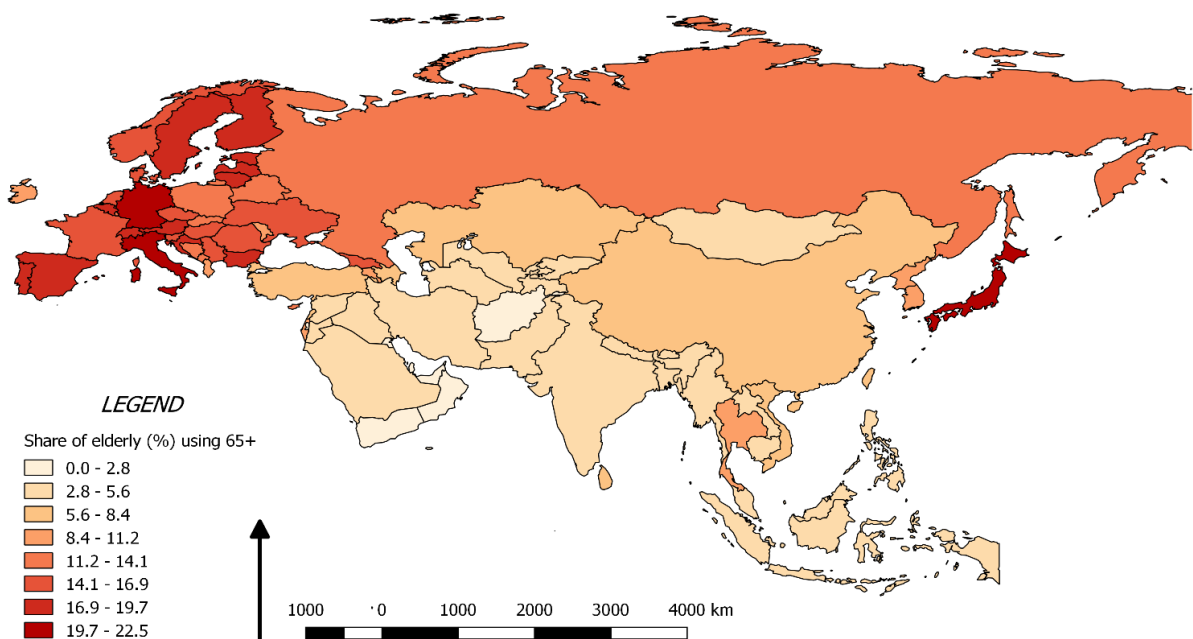 LEGEND
Share of elderly (%) using 65+
0.0 - 2.8
2.8 - 5.6
5.6 - 8.4
8.4 - 11.2
11.2 - 14.1
14.1 - 16.9
16.9 - 19.7
19.7 - 22.5
1000 0 1000 2000 3000 4000 km